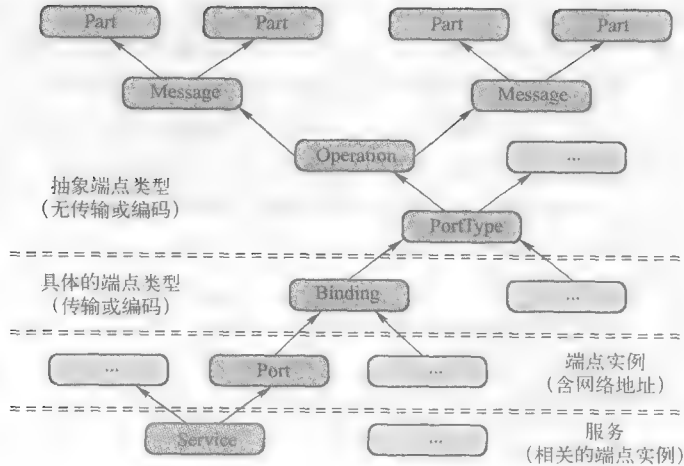 Part
Part
Part
Part
Message
Message
Operation
...
抽象端点类型
(无传输或编码)
PortType
具体的端点类型
(传输或编码)
Binding
...
...
Port
...
端点实例
(含网络地址)
Service
...
服务
(相关的端点实例)